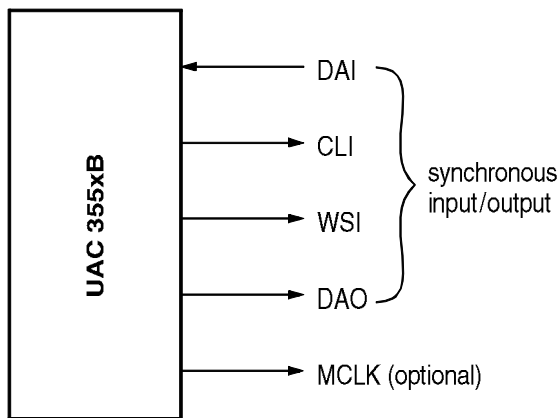 UAC 355xB
DAI
CLI
WSI
DAO
MCLK (optional)
synchronous
input/output